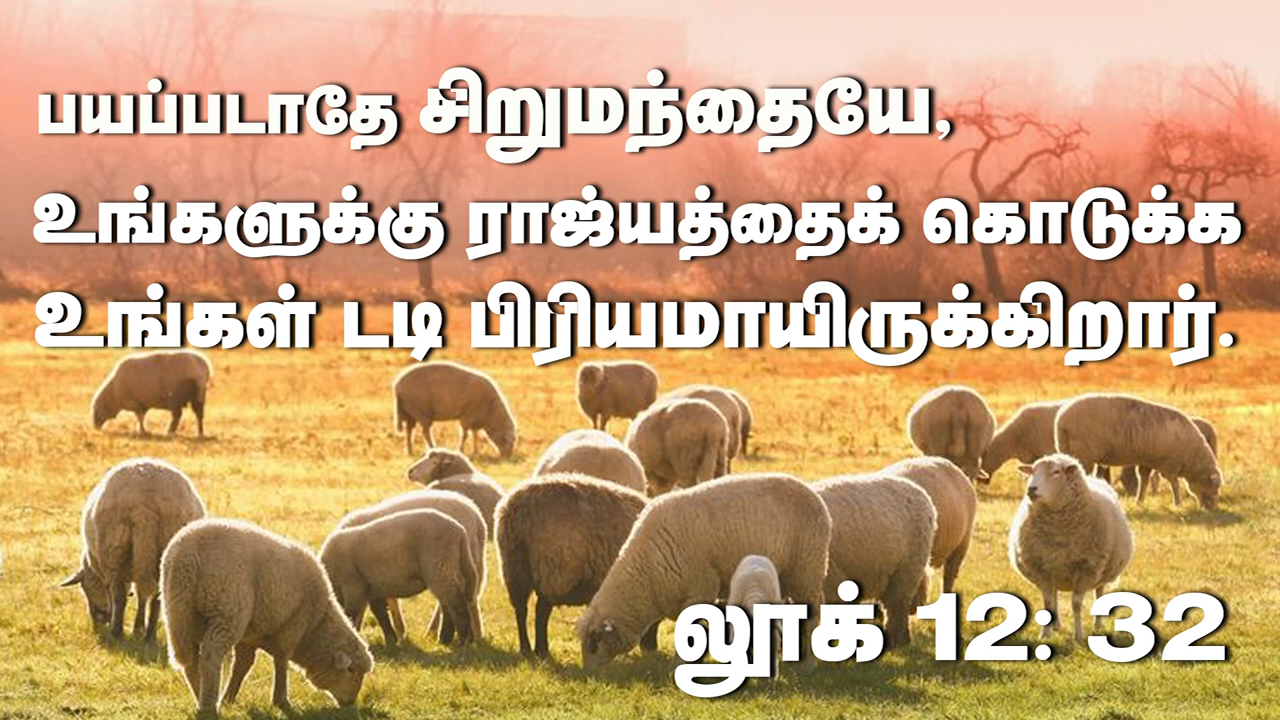 பயப்படாதே சிறுமந்தையே,
உங்களுக்கு ராஜ்யத்தைக் கொடுக்க
உங்கள் டடி பிரியமாயிருக்கிறார்.
லூக் 12: 32